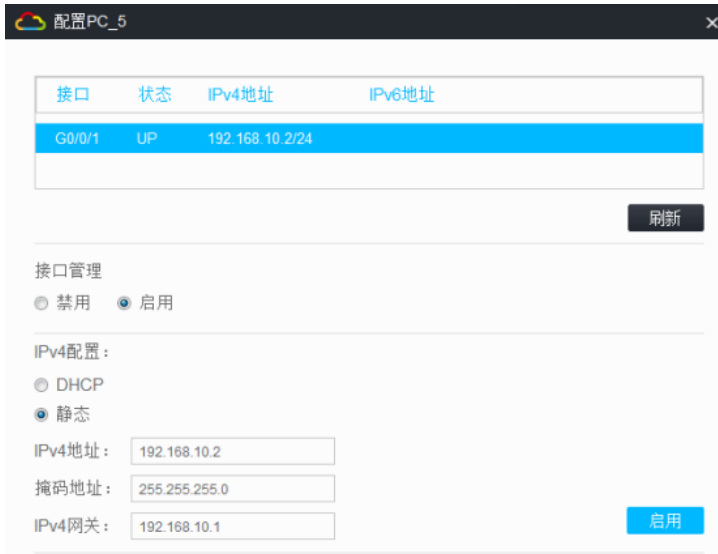 配置PC_5
接口 状态 IPv4地址 IPv6地址
G0/0/1 UP 192.168.10.2/24
刷新
接口管理
禁用 启用
IPv4配置：
DHCP
静态
IPv4地址： 192.168.10.2
掩码地址： 255.255.255.0
IPv4网关： 192.168.10.1 启用